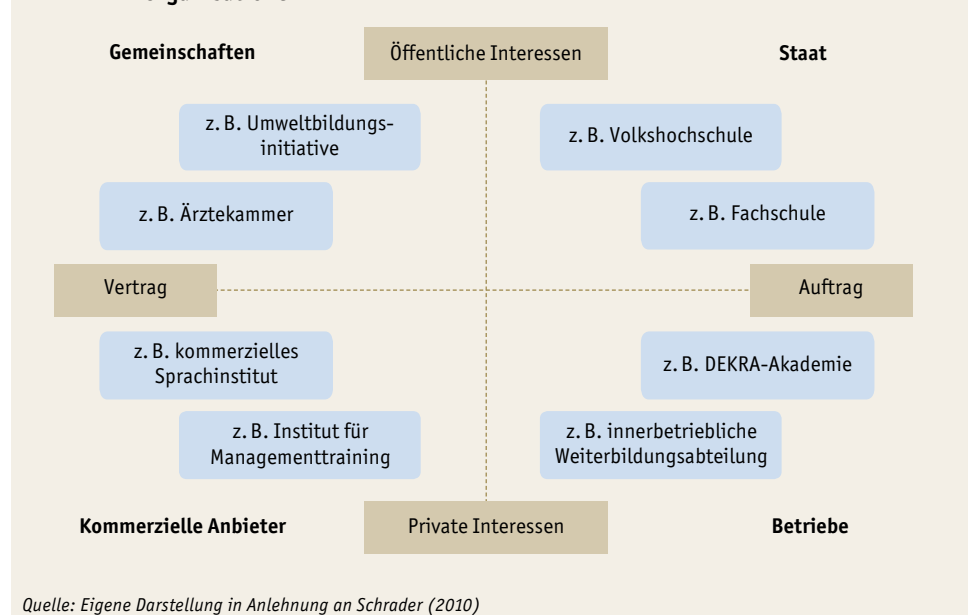 Gemeinschaften
Öffentliche Interessen
Staat
z. B. Umweltbildungs-
initiative
z. B. Volkshochschule
z. B. Ärztekammer
z. B. Fachschule
Vertrag
Auftrag
z. B. kommerzielles
Sprachinstitut
z. B. DEKRA-Akademie
z. B. Institut für
Managementtraining
z. B. innerbetriebliche
Weiterbildungsabteilung
Kommerzielle Anbieter
Private Interessen
Betriebe
Quelle: Eigene Darstellung in Anlehnung an Schrader (2010)